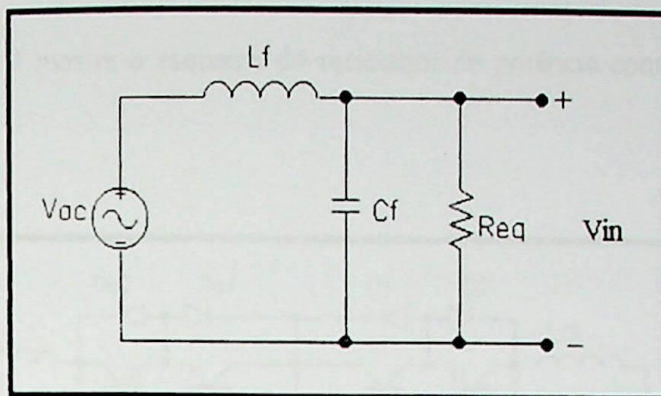 Lf
+
Vac
+
Cf
Req
Vin
−
−